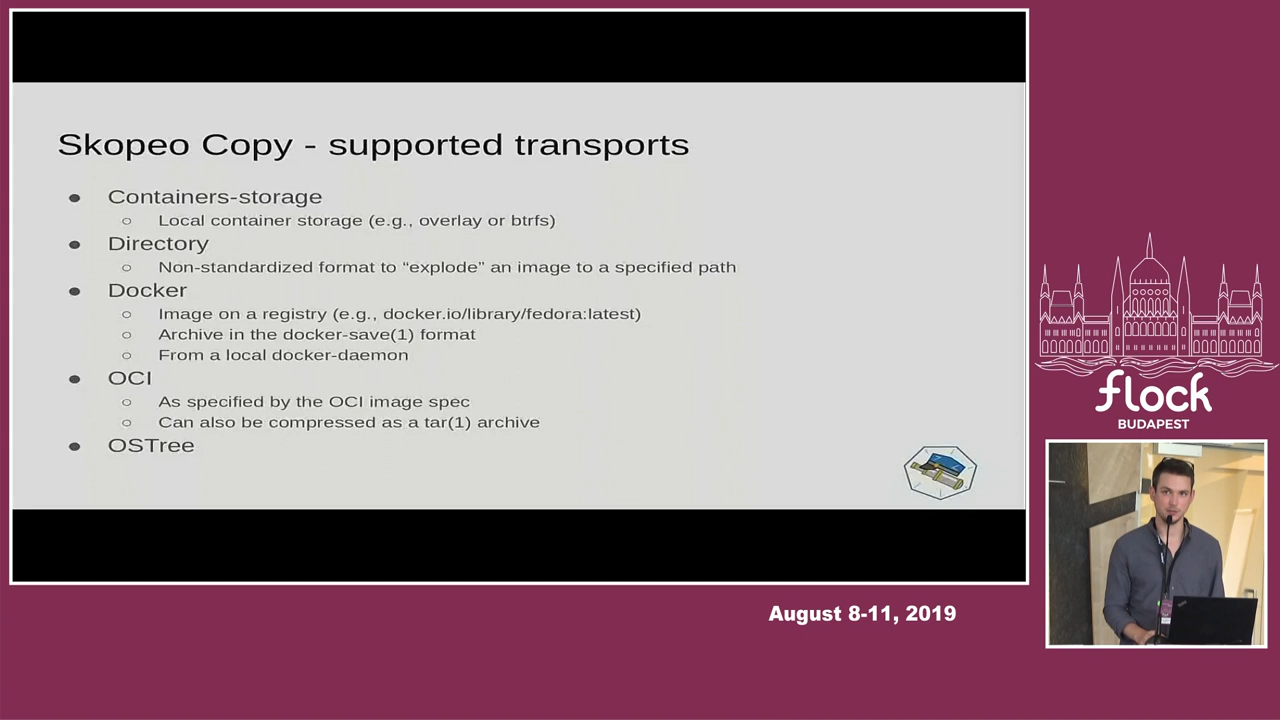 Skopeo Copy - supported transports
● Containers-storage
○ Local container storage (e.g., overlay or btrfs)
● Directory
○ Non-standardized format to “explode” an image to a specified path
● Docker
○ Image on a registry (e.g., docker.io/library/fedora:latest)
○ Archive in the docker-save(1) format
○ From a local docker-daemon
● OCI
○ As specified by the OCI image spec
○ Can also be compressed as a tar(1) archive
● OSTree
flock
BUDAPEST
August 8-11, 2019